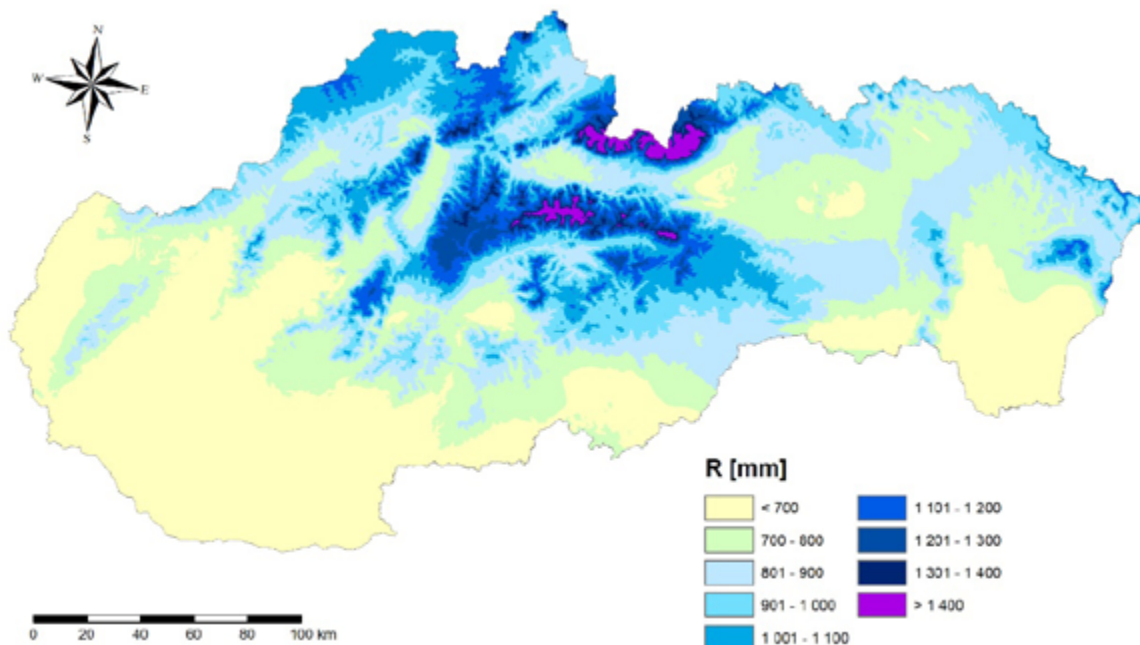 N
W E
S
R [mm]
< 700
700 - 800
801 - 900
901 - 1 000
1 001 - 1 100
1 101 - 1 200
1 201 - 1 300
1 301 - 1 400
> 1 400
0 20 40 60 80 100 km